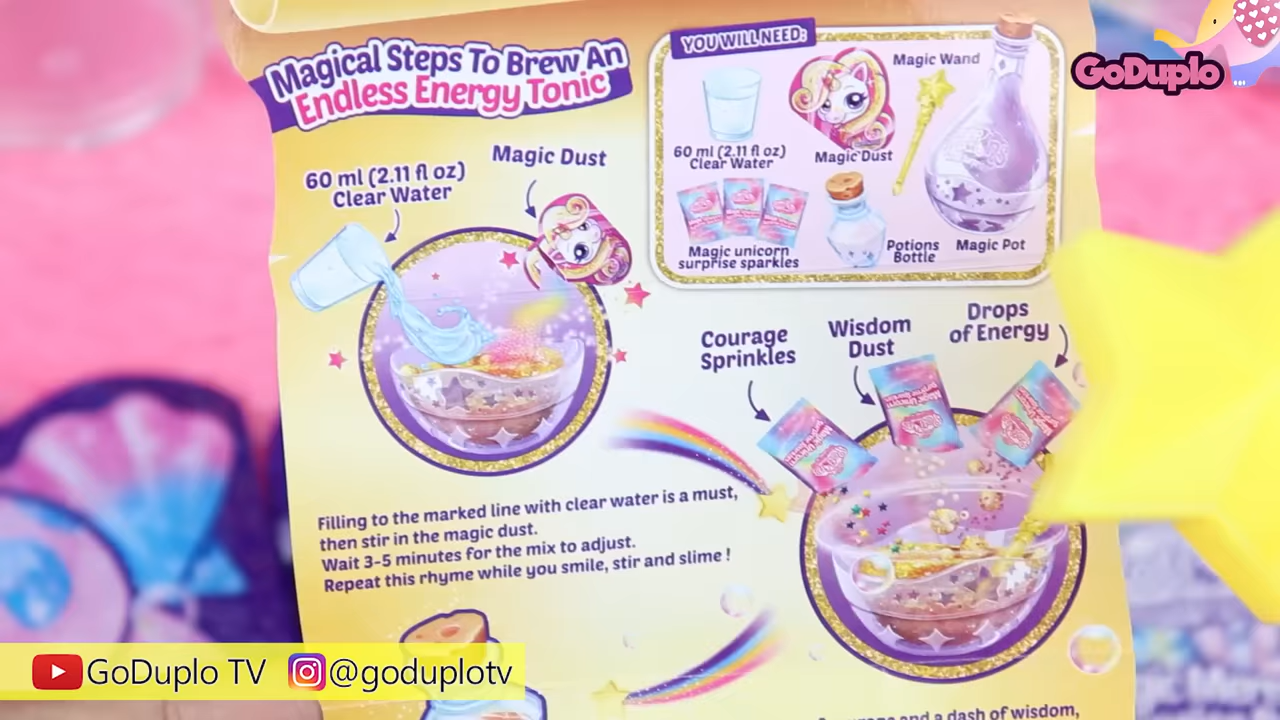 Magical Steps To Brew An
Endless Energy Tonic
YOU WILL NEED:
Magic Wand
GoDuplo
60 ml (2.11 fl oz)
Clear Water
Magic Dust
Magic unicorn
surprise sparkles
Potions
Bottle
Magic Pot
60 ml (2.11 fl oz)
Clear Water
Magic Dust
Courage
Sprinkles
Wisdom
Dust
Drops
of Energy
Filling to the marked line with clear water is a must,
then stir in the magic dust.
Wait 3-5 minutes for the mix to adjust.
Repeat this rhyme while you smile, stir and slime !
and a dash of wisdom,
GoDuplo TV
@goduplotv